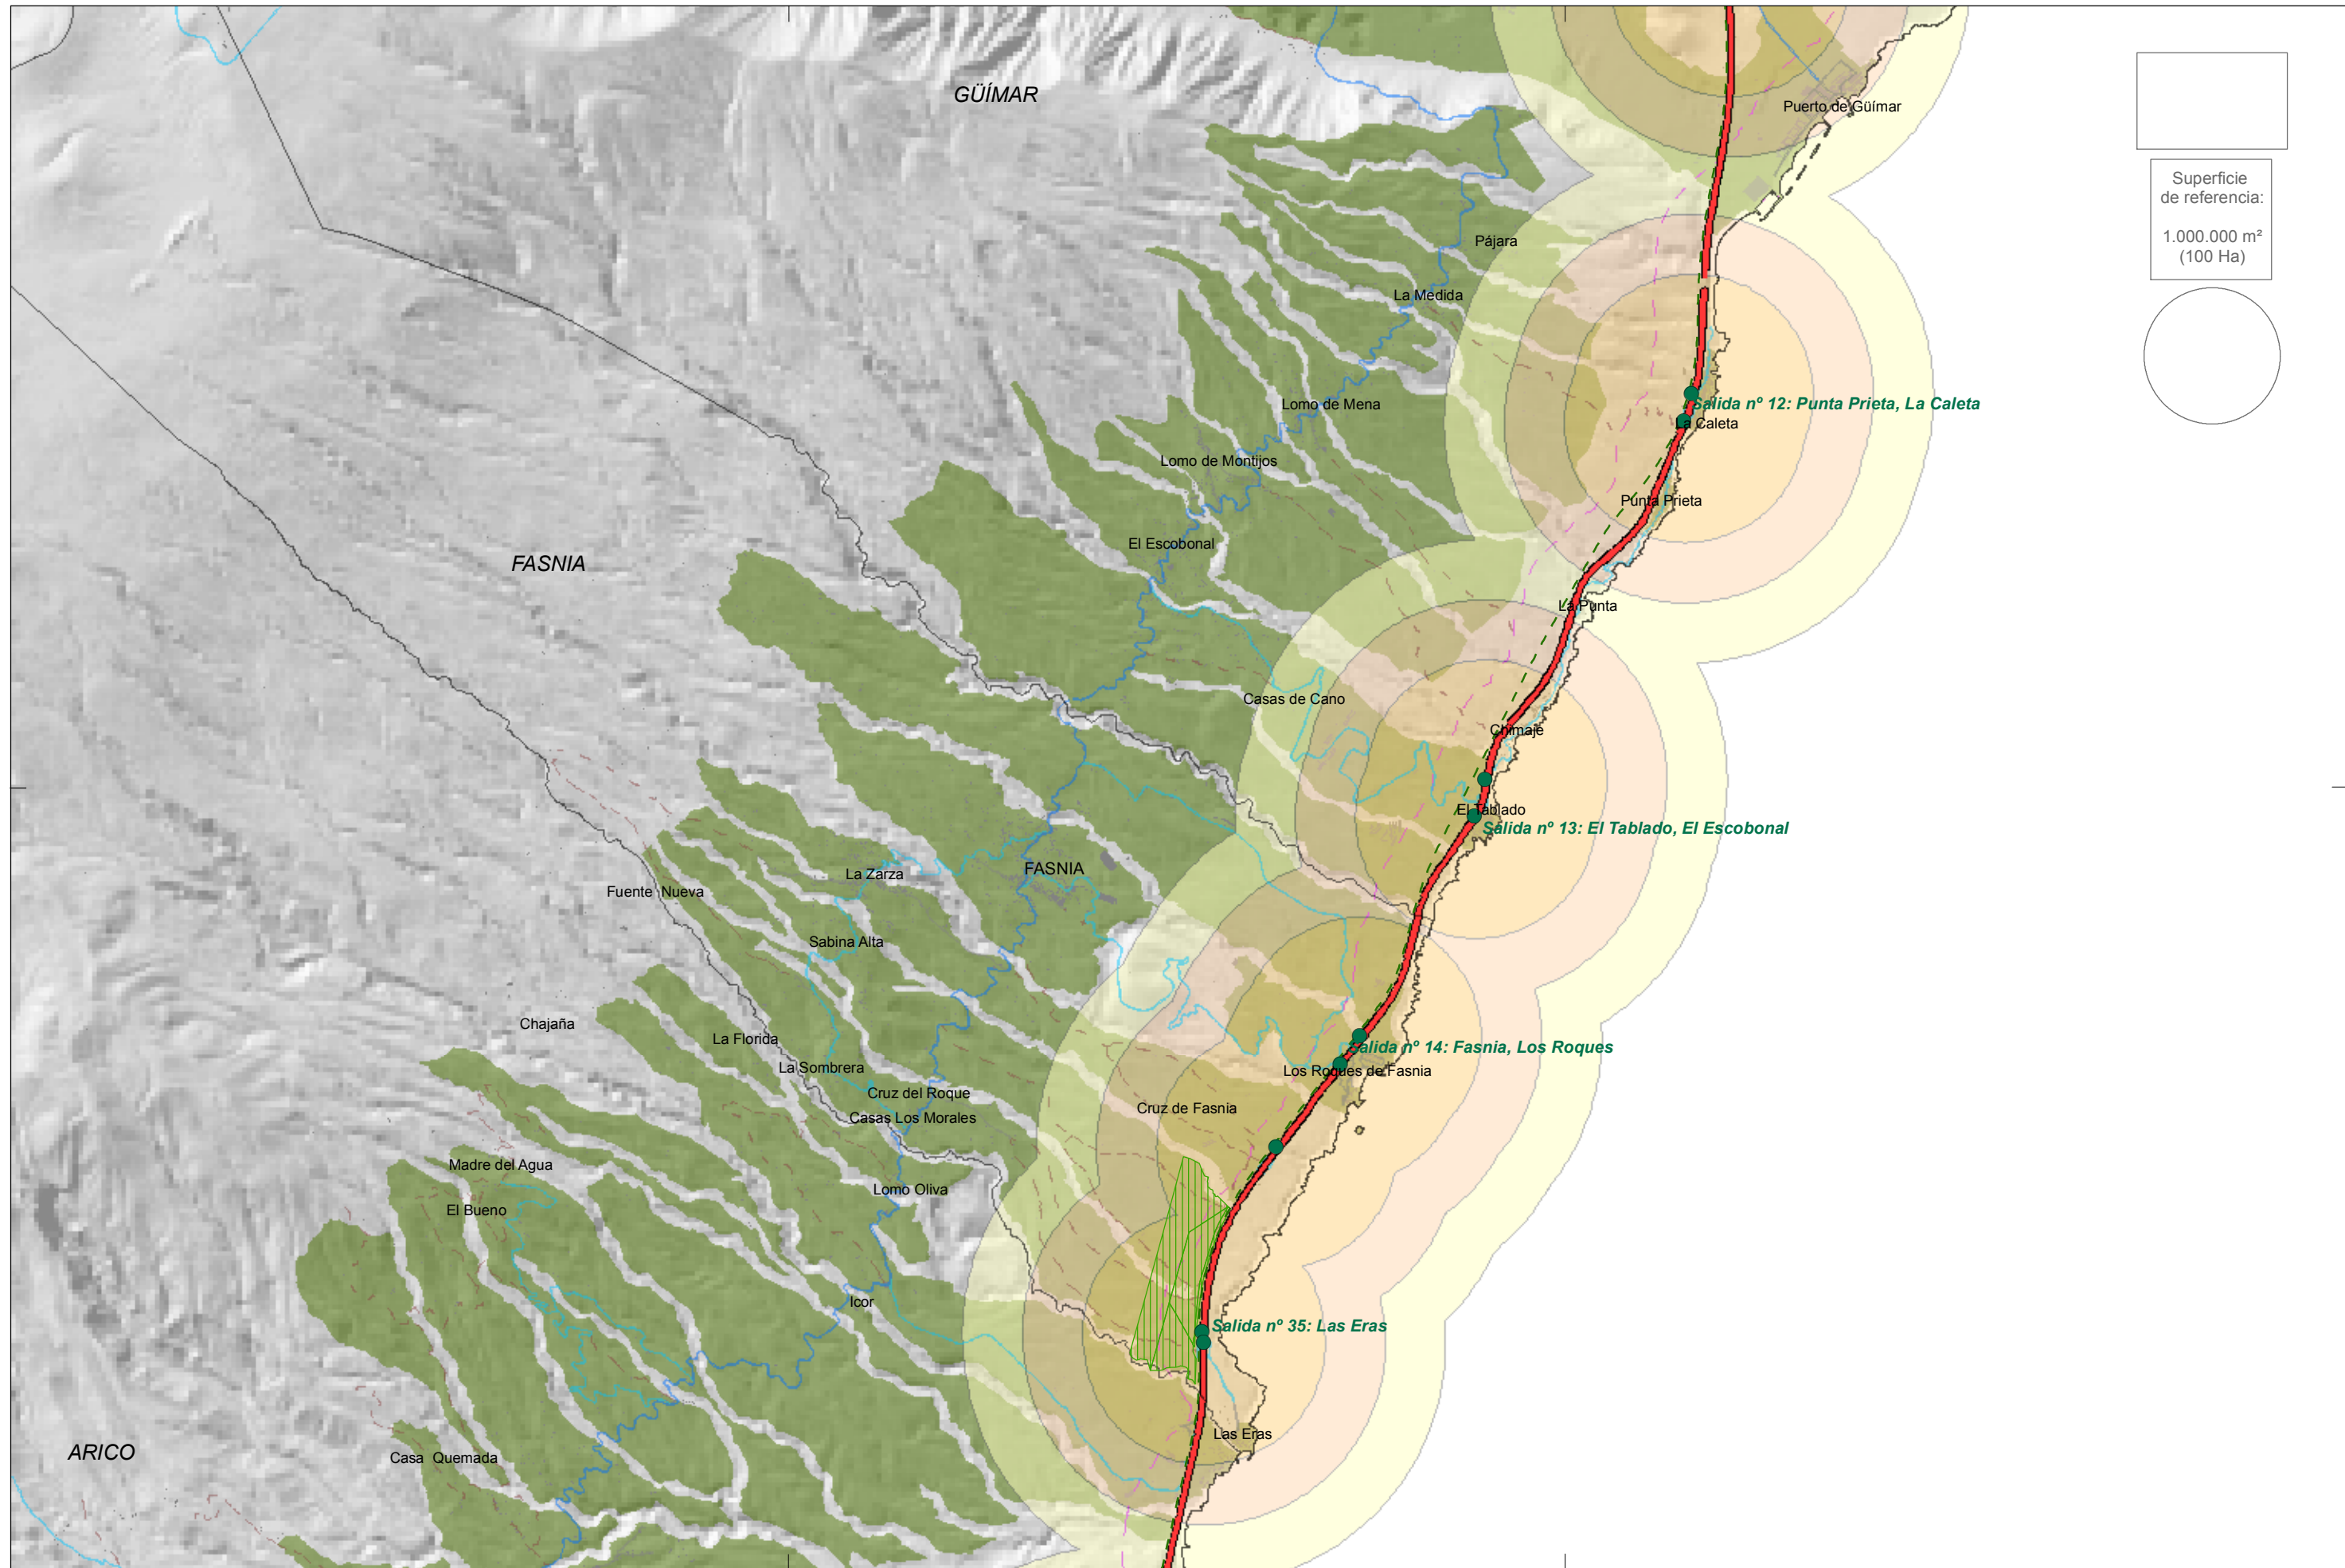 GÜÍMAR
Puerto de Güímar
Superficie
de referencia:
1.000.000 m²
(100 Ha)
Pájara
La Medida
Lomo de Mena
Salida nº 12: Punta Prieta, La Caleta
La Caleta
Lomo de Montijos
Punta Prieta
El Escobonal
FASNIA
La Punta
Casas de Cano
Chimaje
El Tablado
Salida nº 13: El Tablado, El Escobonal
FASNIA
La Zarza
Fuente Nueva
Sabina Alta
Chajaña
La Florida
Salida nº 14: Fasnia, Los Roques
La Sombrera
Los Roques de Fasnia
Cruz del Roque
Cruz de Fasnia
Casas Los Morales
Madre del Agua
Lomo Oliva
El Bueno
Icor
Salida nº 35: Las Eras
Las Eras
ARICO
Casa Quemada